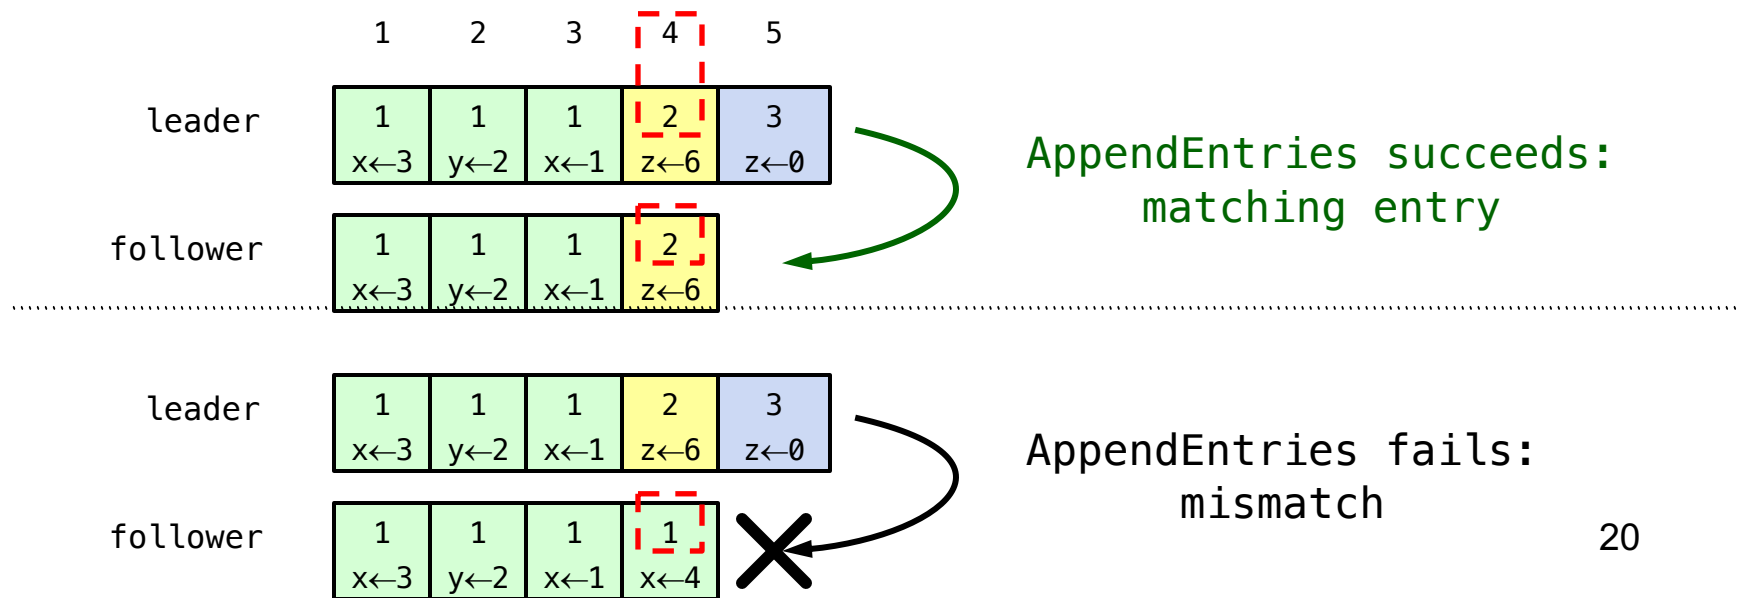 1 2 3 4 5
leader 1 1 1 2 3
x←3 y←2 x←1 z←6 z←0
AppendEntries succeeds:
matching entry
follower 1 1 1 2
x←3 y←2 x←1 z←6
leader 1 1 1 2 3
x←3 y←2 x←1 z←6 z←0
AppendEntries fails:
mismatch
follower 1 1 1 1
x←3 y←2 x←1 x←4
20